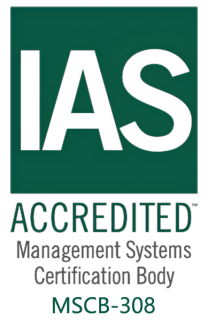 IAS
ACCREDITED™
Management Systems
Certification Body
MSCB-308